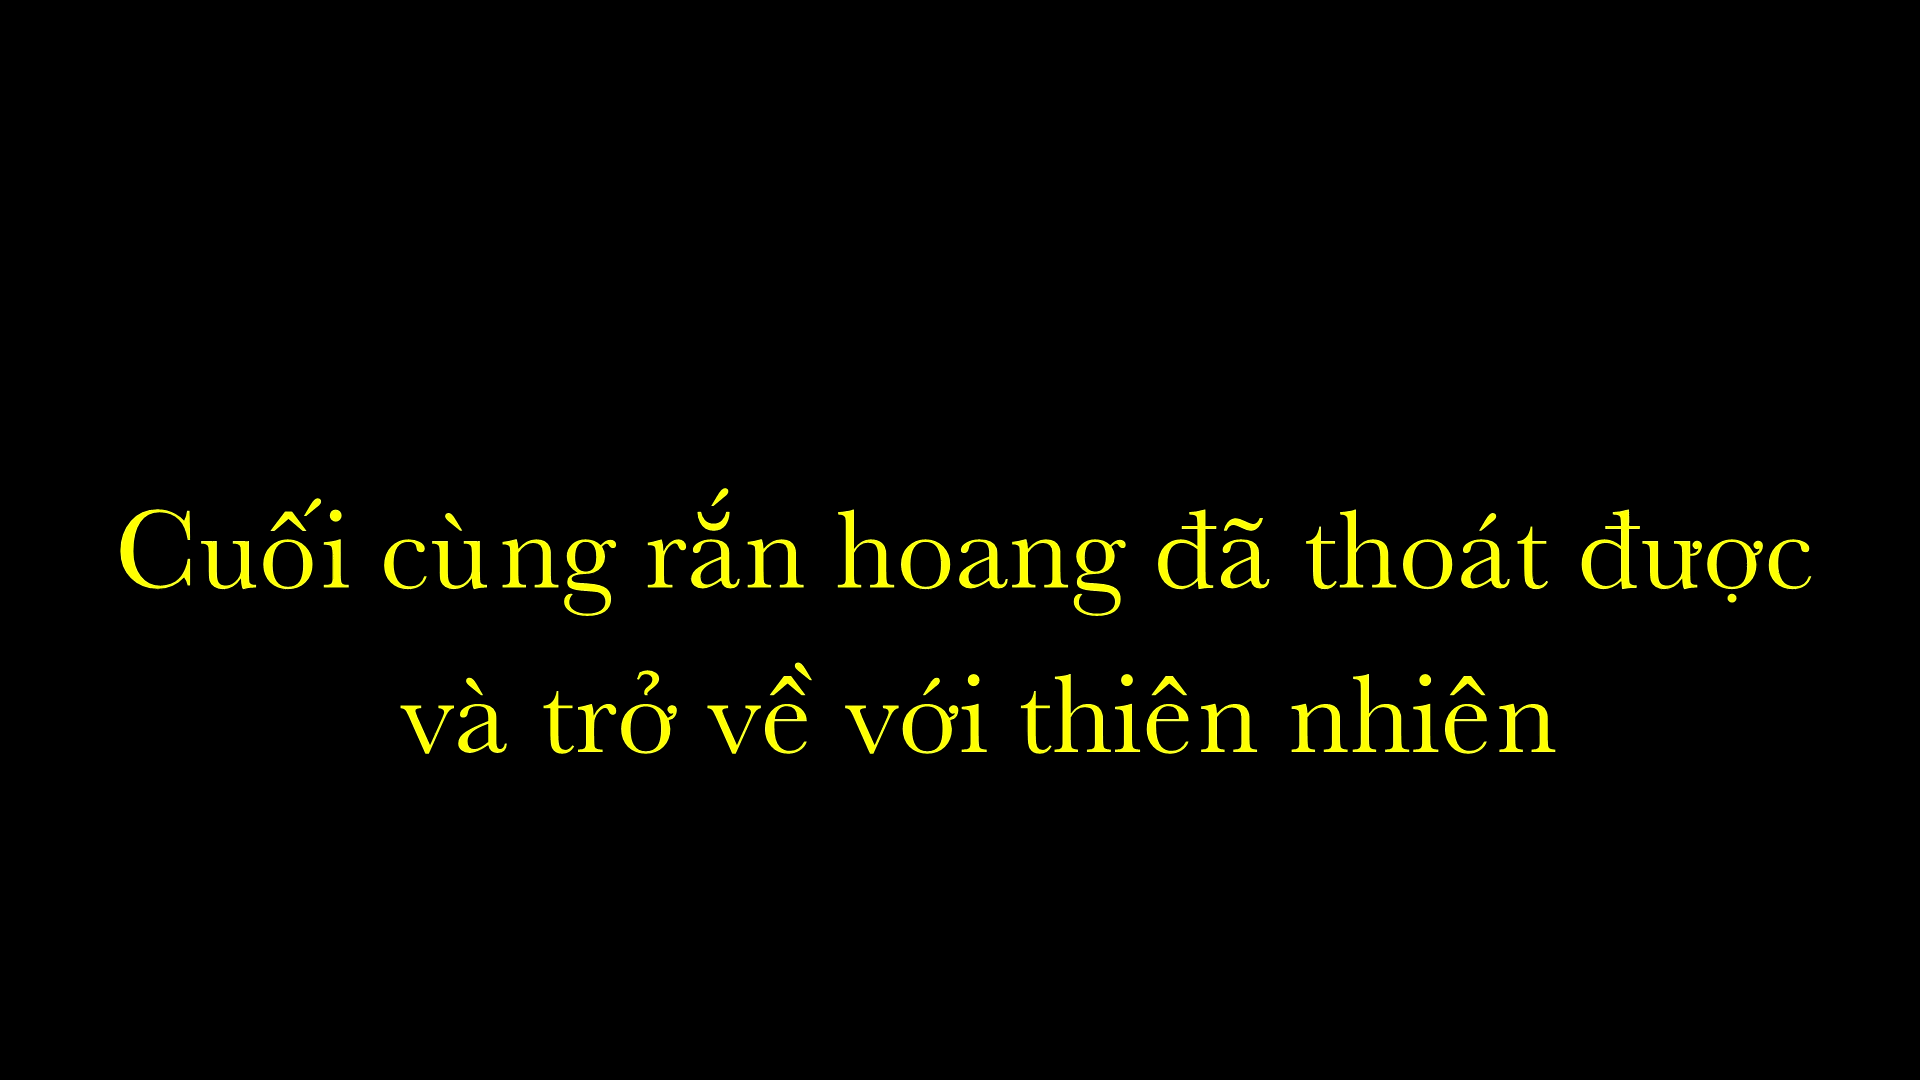 Cuối cùng rắn hoang đã thoát được
và trở về với thiên nhiên